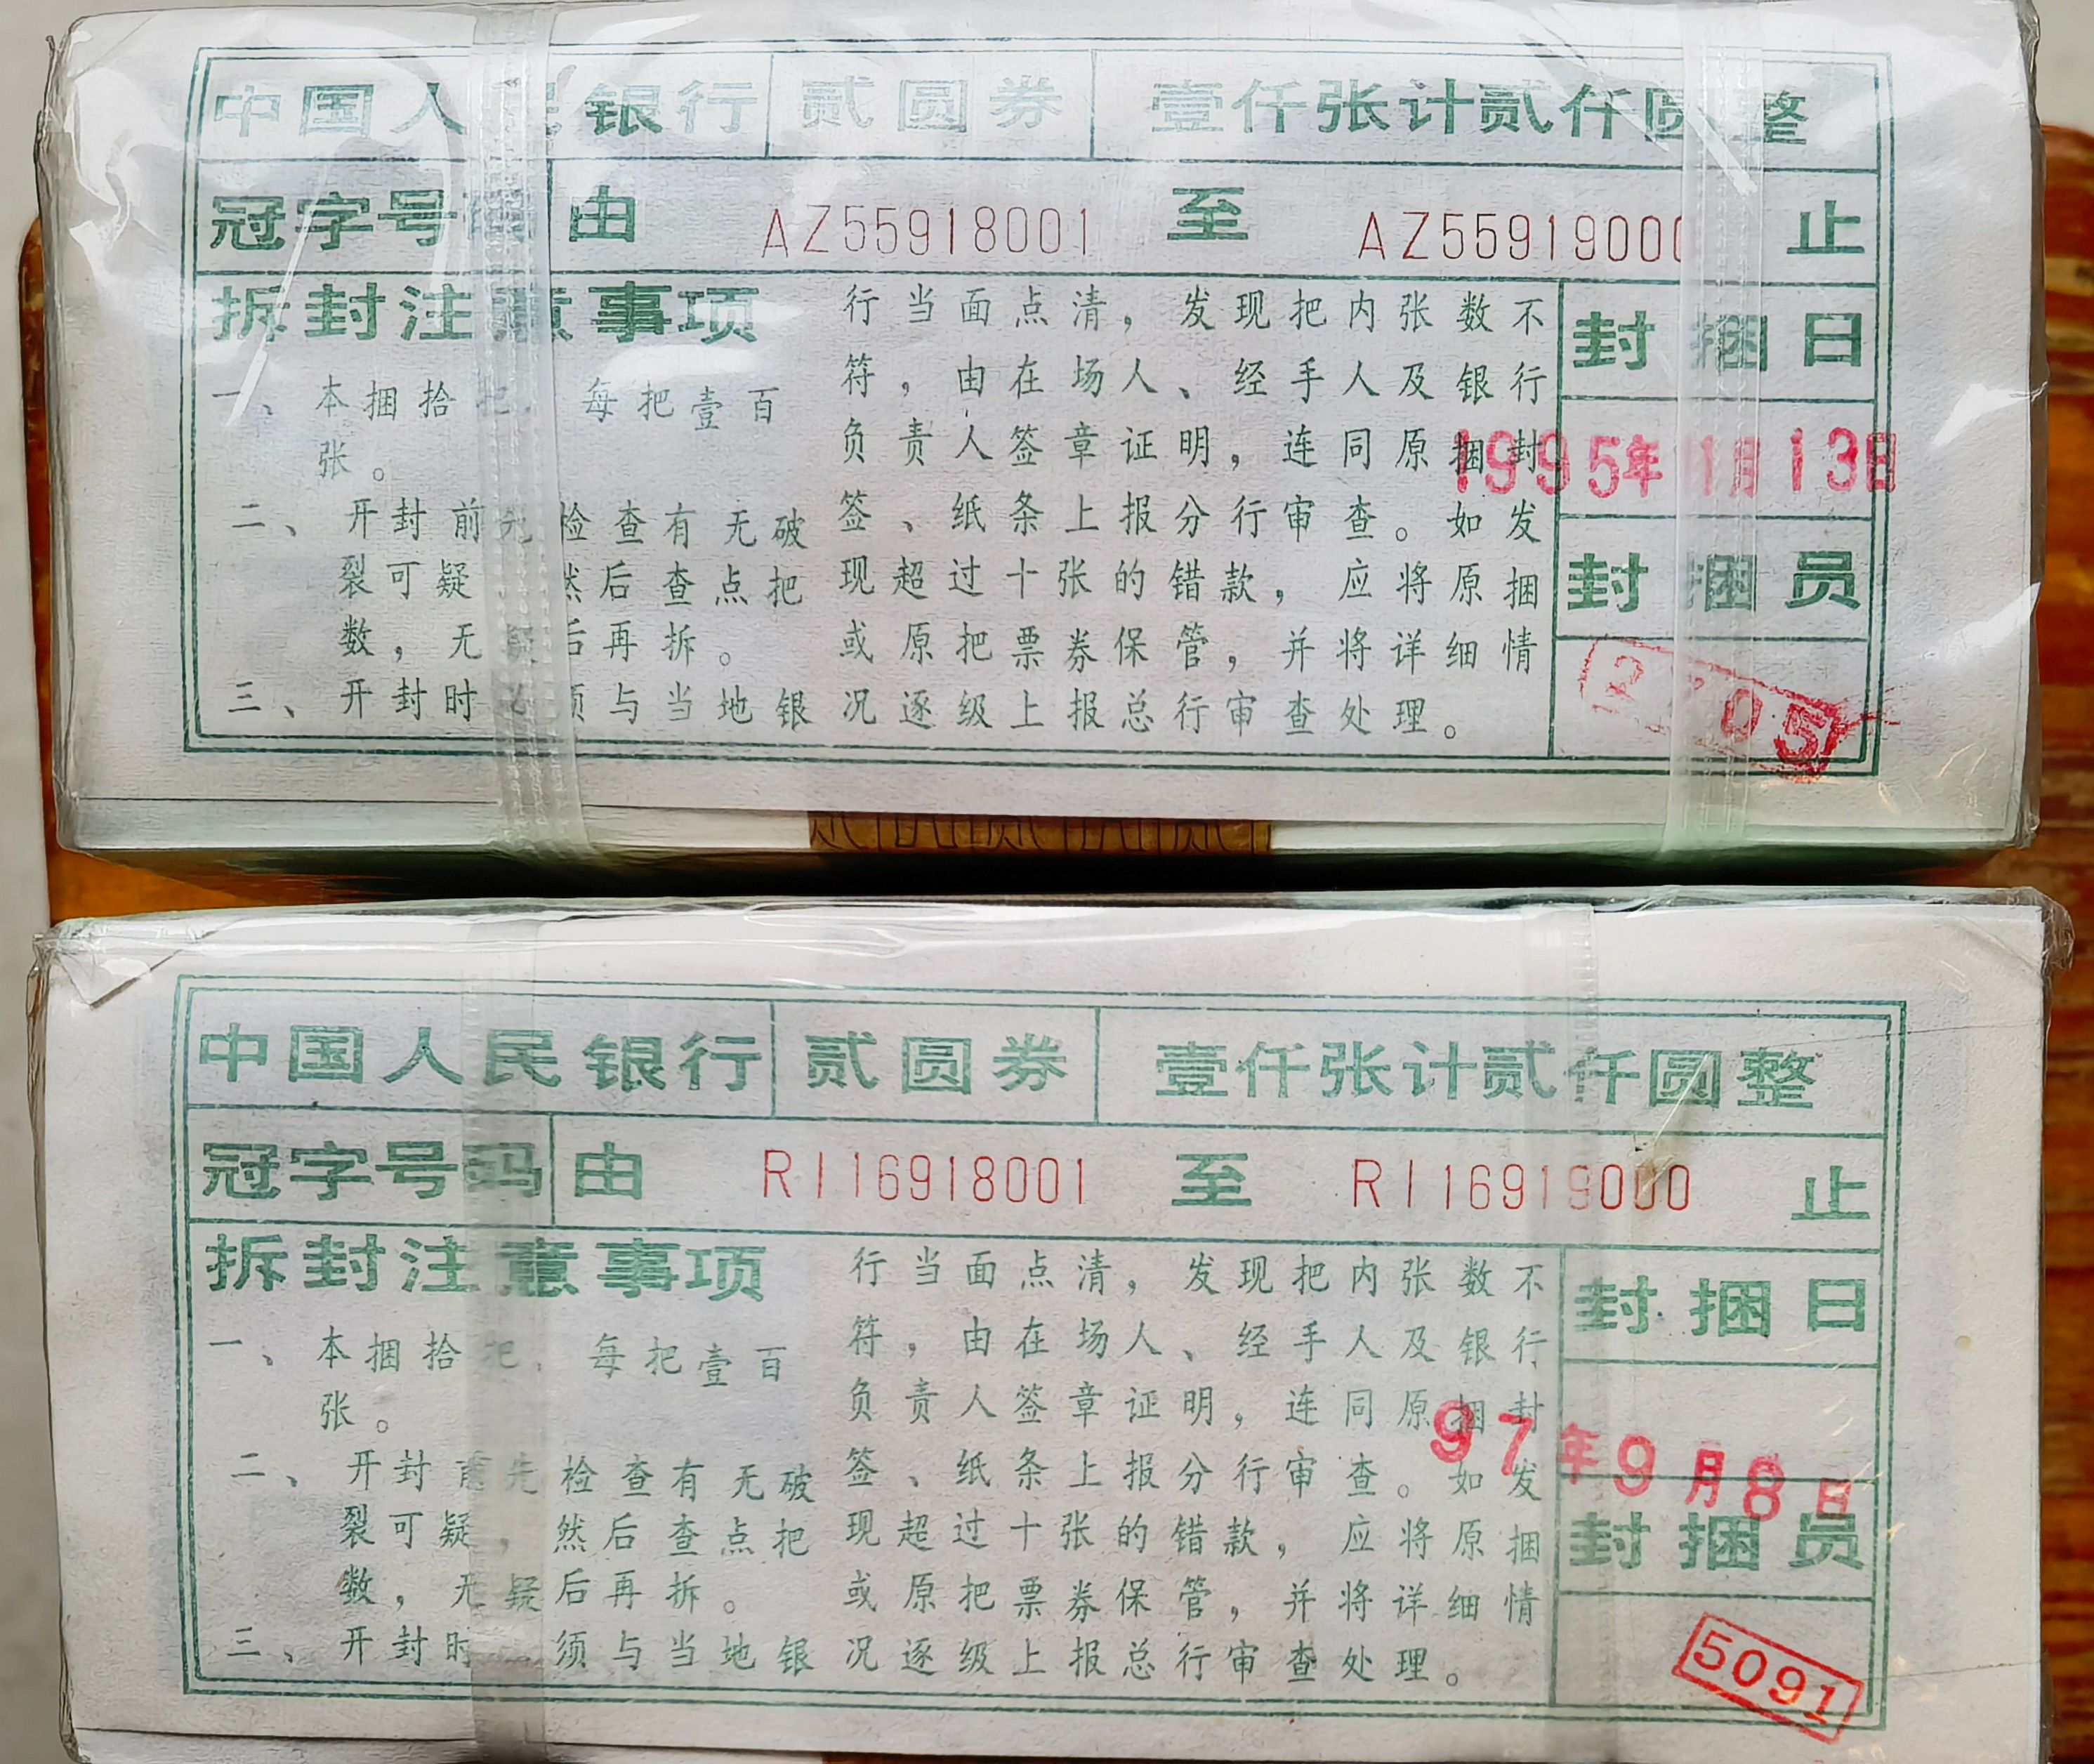 中国人民银行 贰圆券 壹仟张计贰仟圆整
冠字号码 由 AZ55918001 至 AZ55919000 止
拆封注意事项
一、本捆拾把，每把壹百
张。
二、开封前先检查有无破
裂可疑，然后查点把
数，无疑后再拆。
三、开封时必须与当地银
行当面点清，发现把内张数不
符，由在场人、经手人及银行
负责人签章证明，连同原捆封
签、纸条上报分行审查。如发
现超过十张的错款，应将原捆
或原把票券保管，并将详细情
况逐级上报总行审查处理。
封捆日
1995年11月13日
封捆员
中国人民银行 贰圆券 壹仟张计贰仟圆整
冠字号码 由 RI16918001 至 RI16919000 止
拆封注意事项
一、本捆拾把，每把壹百
张。
二、开封前先检查有无破
裂可疑，然后查点把
数，无疑后再拆。
三、开封时须与当地银
行当面点清，发现把内张数不
符，由在场人、经手人及银行
负责人签章证明，连同原捆封
签、纸条上报分行审查。如发
现超过十张的错款，应将原捆
或原把票券保管，并将详细情
况逐级上报总行审查处理。
封捆日
97年9月8日
封捆员
5091